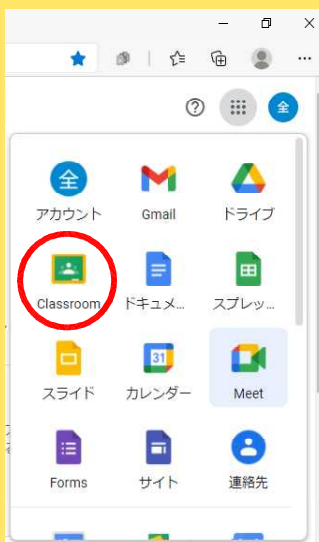 全
全
アカウント Gmail ドライブ
Classroom ドキュメ... スプレッ...
31
スライド カレンダー Meet
Forms サイト 連絡先